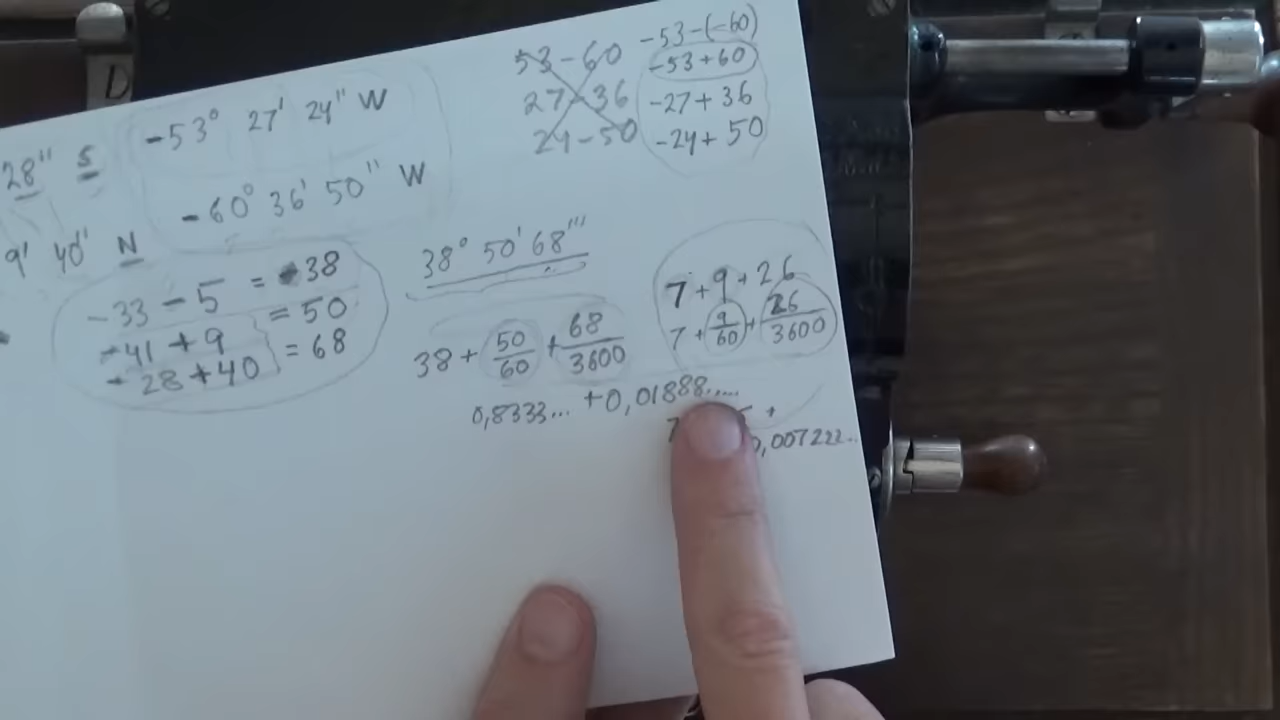 D
53 - 60
27 - 36
24 - 50
-53-(-60)
-53+60
-27+36
-24+50
28" S
9' 40" N
-53° 27' 24" W
-60° 36' 50" W
-33 - 5 = 38
-41 + 9 = 50
-28 + 40 = 68
38° 50' 68'''
38 + 50/60 + 68/3600
0,8333... + 0,01888.....
7+9+26
7 + 9/60 + 26/3600
7 +
0,007222..